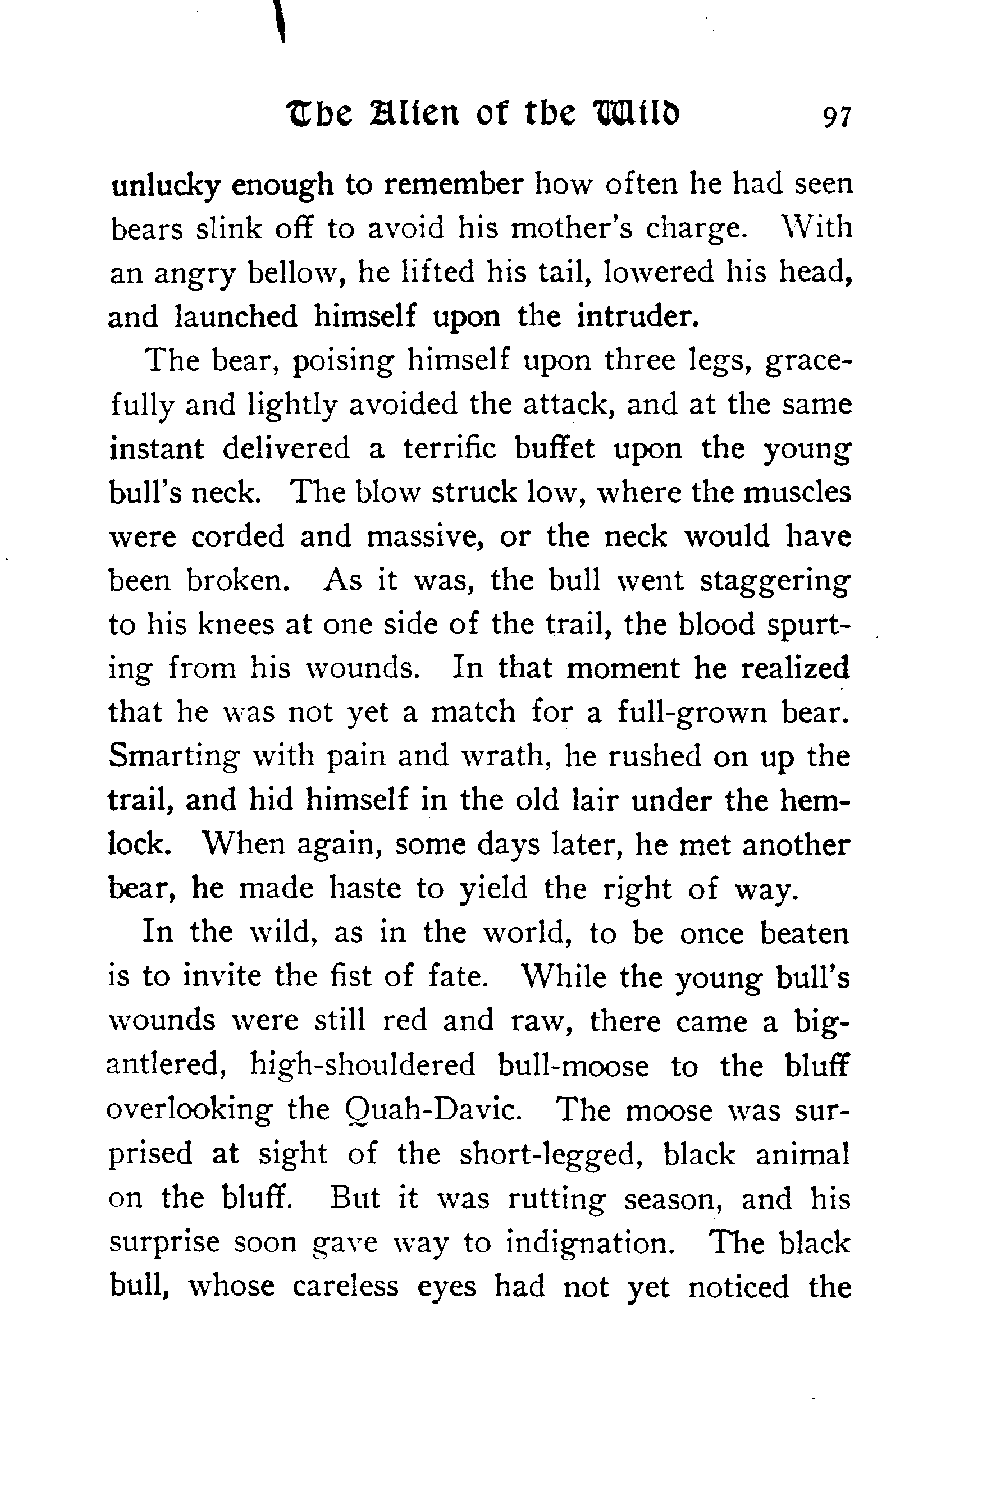 The Alien of the Wild 97
unlucky enough to remember how often he had seen
bears slink off to avoid his mother's charge. With
an angry bellow, he lifted his tail, lowered his head,
and launched himself upon the intruder.
The bear, poising himself upon three legs, grace-
fully and lightly avoided the attack, and at the same
instant delivered a terrific buffet upon the young
bull's neck. The blow struck low, where the muscles
were corded and massive, or the neck would have
been broken. As it was, the bull went staggering
to his knees at one side of the trail, the blood spurt-
ing from his wounds. In that moment he realized
that he was not yet a match for a full-grown bear.
Smarting with pain and wrath, he rushed on up the
trail, and hid himself in the old lair under the hem-
lock. When again, some days later, he met another
bear, he made haste to yield the right of way.
In the wild, as in the world, to be once beaten
is to invite the fist of fate. While the young bull's
wounds were still red and raw, there came a big-
antlered, high-shouldered bull-moose to the bluff
overlooking the Quah-Davic. The moose was sur-
prised at sight of the short-legged, black animal
on the bluff. But it was rutting season, and his
surprise soon gave way to indignation. The black
bull, whose careless eyes had not yet noticed the